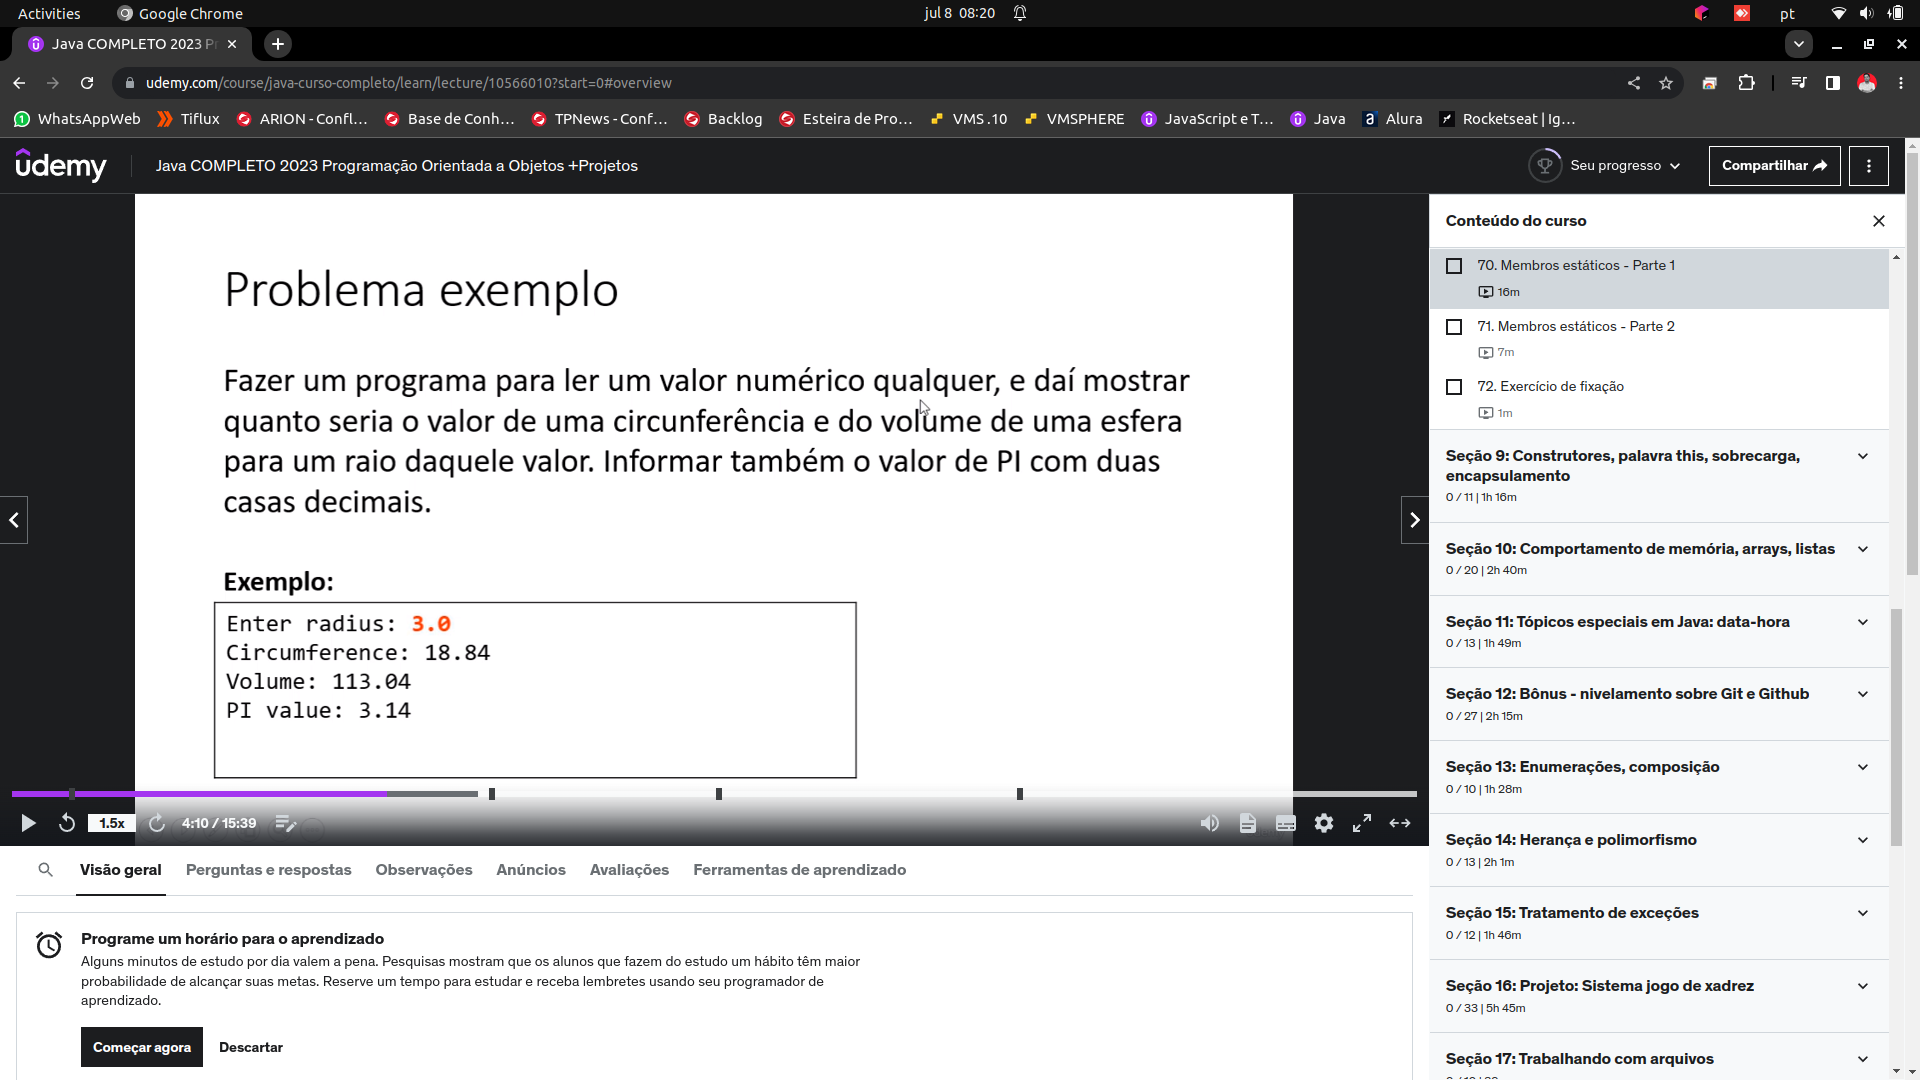 Activities
Google Chrome
jul 8 08:20
pt
Java COMPLETO 2023 Pr
udemy.com/course/java-curso-completo/learn/lecture/10566010?start=0#overview
WhatsAppWeb
Tiflux
ARION - Confl...
Base de Conh...
TPNews - Conf...
Backlog
Esteira de Pro...
VMS .10
VMSPHERE
JavaScript e T...
Java
Alura
Rocketseat | Ig...
udemy
Java COMPLETO 2023 Programação Orientada a Objetos +Projetos
Seu progresso
Compartilhar
Problema exemplo
Fazer um programa para ler um valor numérico qualquer, e daí mostrar
quanto seria o valor de uma circunferência e do volume de uma esfera
para um raio daquele valor. Informar também o valor de PI com duas
casas decimais.
Exemplo:
Enter radius: 3.0
Circumference: 18.84
Volume: 113.04
PI value: 3.14
1.5x
4:10 / 15:39
Conteúdo do curso
70. Membros estáticos - Parte 1
16m
71. Membros estáticos - Parte 2
7m
72. Exercício de fixação
1m
Seção 9: Construtores, palavra this, sobrecarga,
encapsulamento
0 / 11 | 1h 16m
Seção 10: Comportamento de memória, arrays, listas
0 / 20 | 2h 40m
Seção 11: Tópicos especiais em Java: data-hora
0 / 13 | 1h 49m
Seção 12: Bônus - nivelamento sobre Git e Github
0 / 27 | 2h 15m
Seção 13: Enumerações, composição
0 / 10 | 1h 28m
Seção 14: Herança e polimorfismo
0 / 13 | 2h 1m
Seção 15: Tratamento de exceções
0 / 12 | 1h 46m
Seção 16: Projeto: Sistema jogo de xadrez
0 / 33 | 5h 45m
Seção 17: Trabalhando com arquivos
Visão geral
Perguntas e respostas
Observações
Anúncios
Avaliações
Ferramentas de aprendizado
Programe um horário para o aprendizado
Alguns minutos de estudo por dia valem a pena. Pesquisas mostram que os alunos que fazem do estudo um hábito têm maior
probabilidade de alcançar suas metas. Reserve um tempo para estudar e receba lembretes usando seu programador de
aprendizado.
Começar agora
Descartar